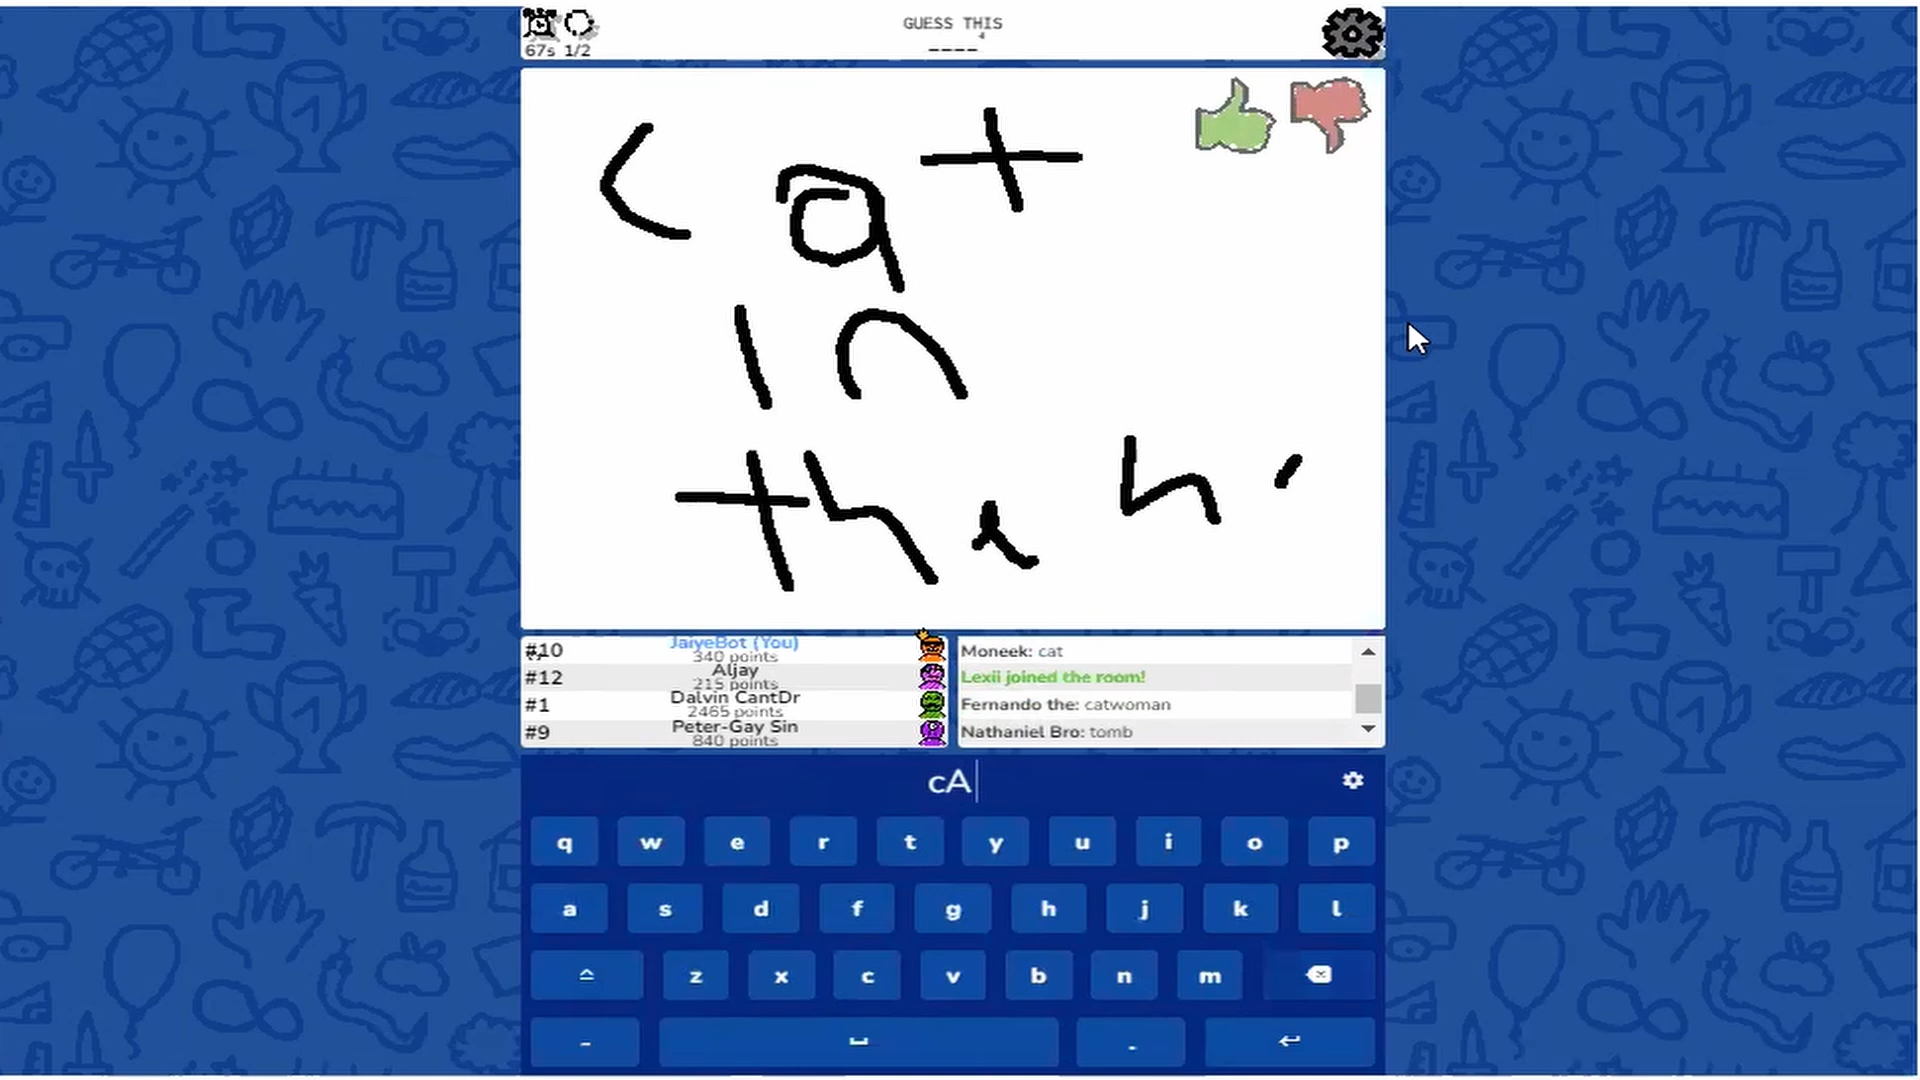 67s 1/2
GUESS THIS
____ 4
cat
in
the h
#10 JaiyeBot (You)
340 points
#12 Aljay
215 points
#1 Dalvin CantDr
2465 points
#9 Peter-Gay Sin
840 points
Moneek: cat
Lexii joined the room!
Fernando the: catwoman
Nathaniel Bro: tomb
cA
q w e r t y u i o p
a s d f g h j k l
z x c v b n m
- .